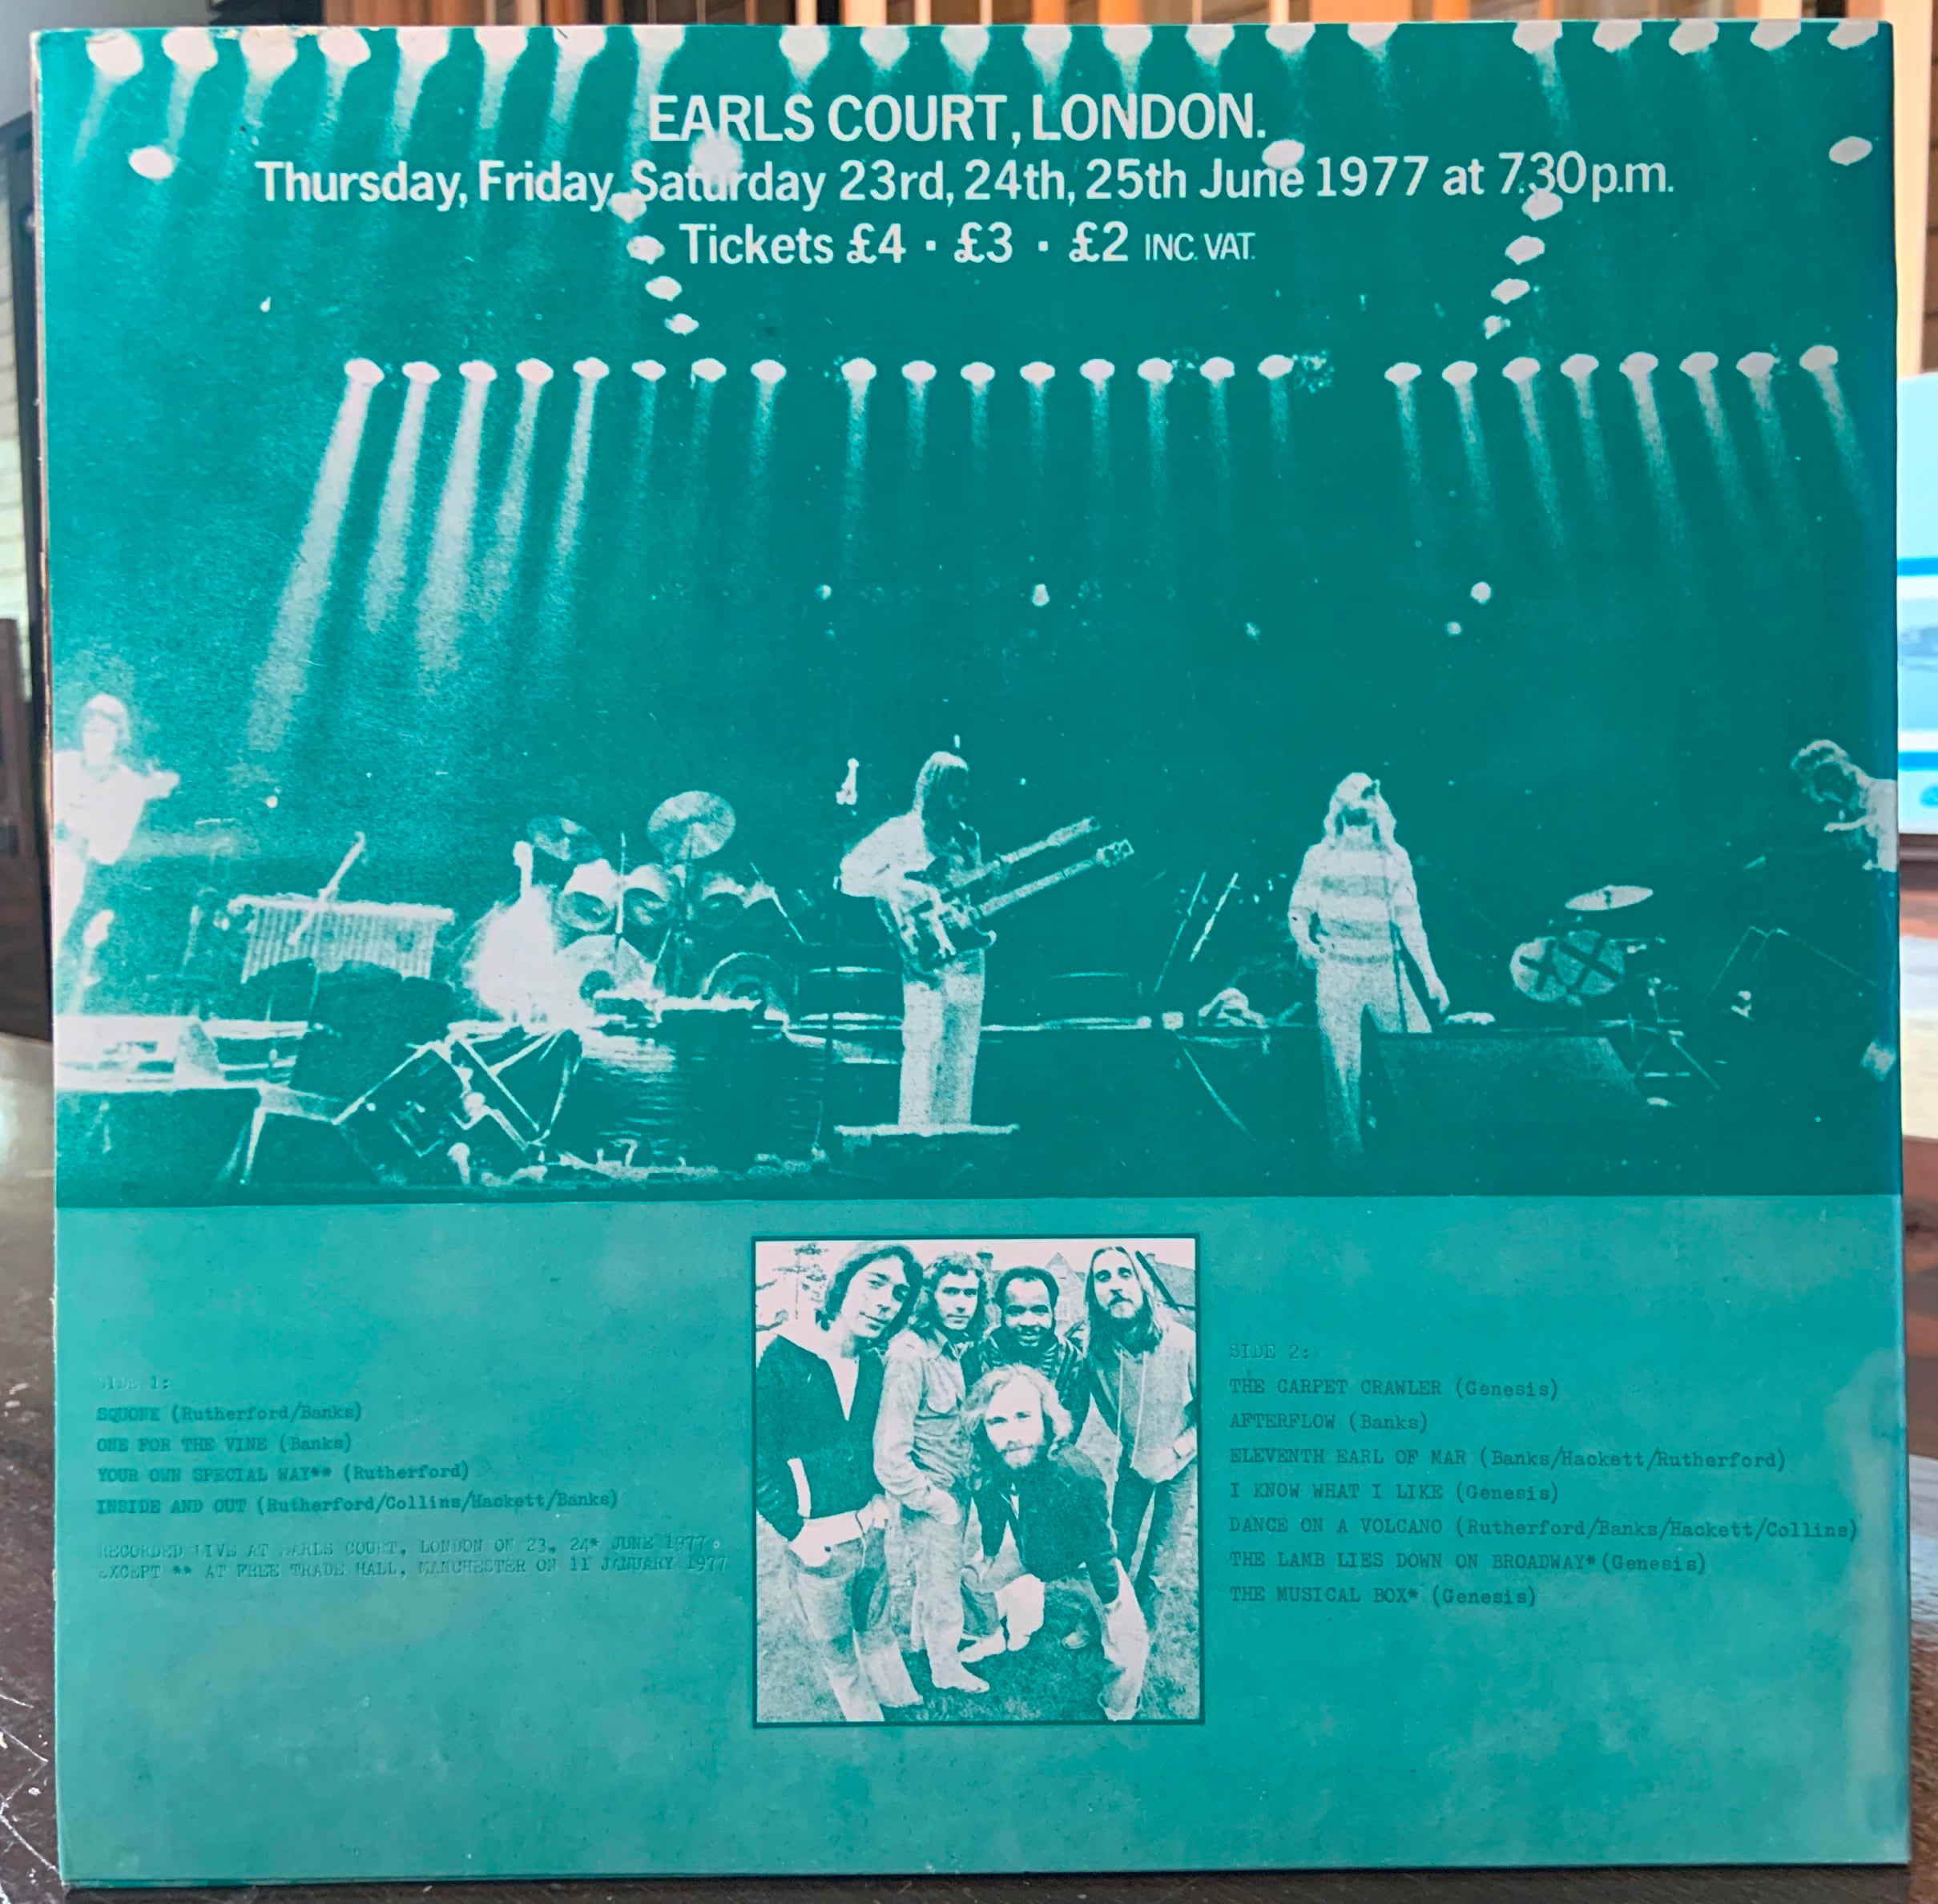 EARLS COURT, LONDON.
Thursday, Friday, Saturday 23rd, 24th, 25th June 1977 at 7.30p.m.
Tickets £4 · £3 · £2 INC. VAT.
SIDE 1:
SQUONK (Rutherford/Banks)
ONE FOR THE VINE (Banks)
YOUR OWN SPECIAL WAY** (Rutherford)
INSIDE AND OUT (Rutherford/Collins/Hackett/Banks)
RECORDED LIVE AT EARLS COURT, LONDON ON 23, 24* JUNE 1977.
EXCEPT ** AT FREE TRADE HALL, MANCHESTER ON 11 JANUARY 1977
SIDE 2:
THE CARPET CRAWLER (Genesis)
AFTERFLOW (Banks)
ELEVENTH EARL OF MAR (Banks/Hackett/Rutherford)
I KNOW WHAT I LIKE (Genesis)
DANCE ON A VOLCANO (Rutherford/Banks/Hackett/Collins)
THE LAMB LIES DOWN ON BROADWAY* (Genesis)
THE MUSICAL BOX* (Genesis)